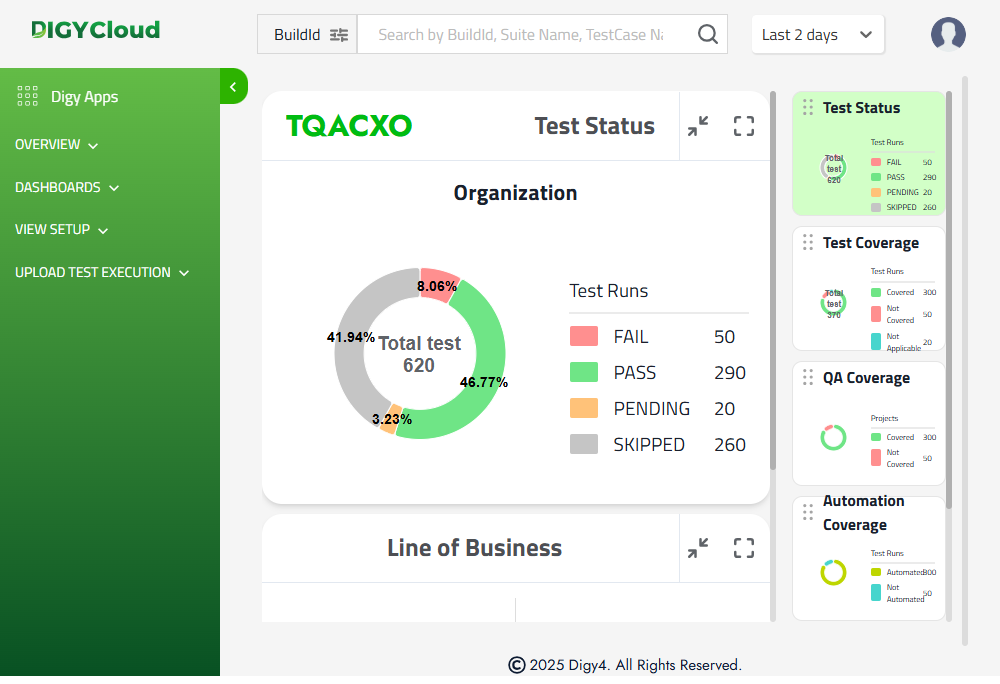 DIGYCloud
BuildId
Search by BuildId, Suite Name, TestCase Na
Last 2 days
Digy Apps
OVERVIEW
DASHBOARDS
VIEW SETUP
UPLOAD TEST EXECUTION
TQACXO
Test Status
Organization
8.06%
41.94%
Total test
620
46.77%
3.23%
Test Runs
FAIL 50
PASS 290
PENDING 20
SKIPPED 260
Line of Business
Test Status
Total
test
620
Test Runs
FAIL 50
PASS 290
PENDING 20
SKIPPED 260
Test Coverage
Total
test
370
Test Runs
Covered 300
Not
Covered 50
Not
Applicable 20
QA Coverage
Projects
Covered 300
Not
Covered 50
Automation
Coverage
Test Runs
Automated 300
Not
Automated 50
© 2025 Digy4. All Rights Reserved.